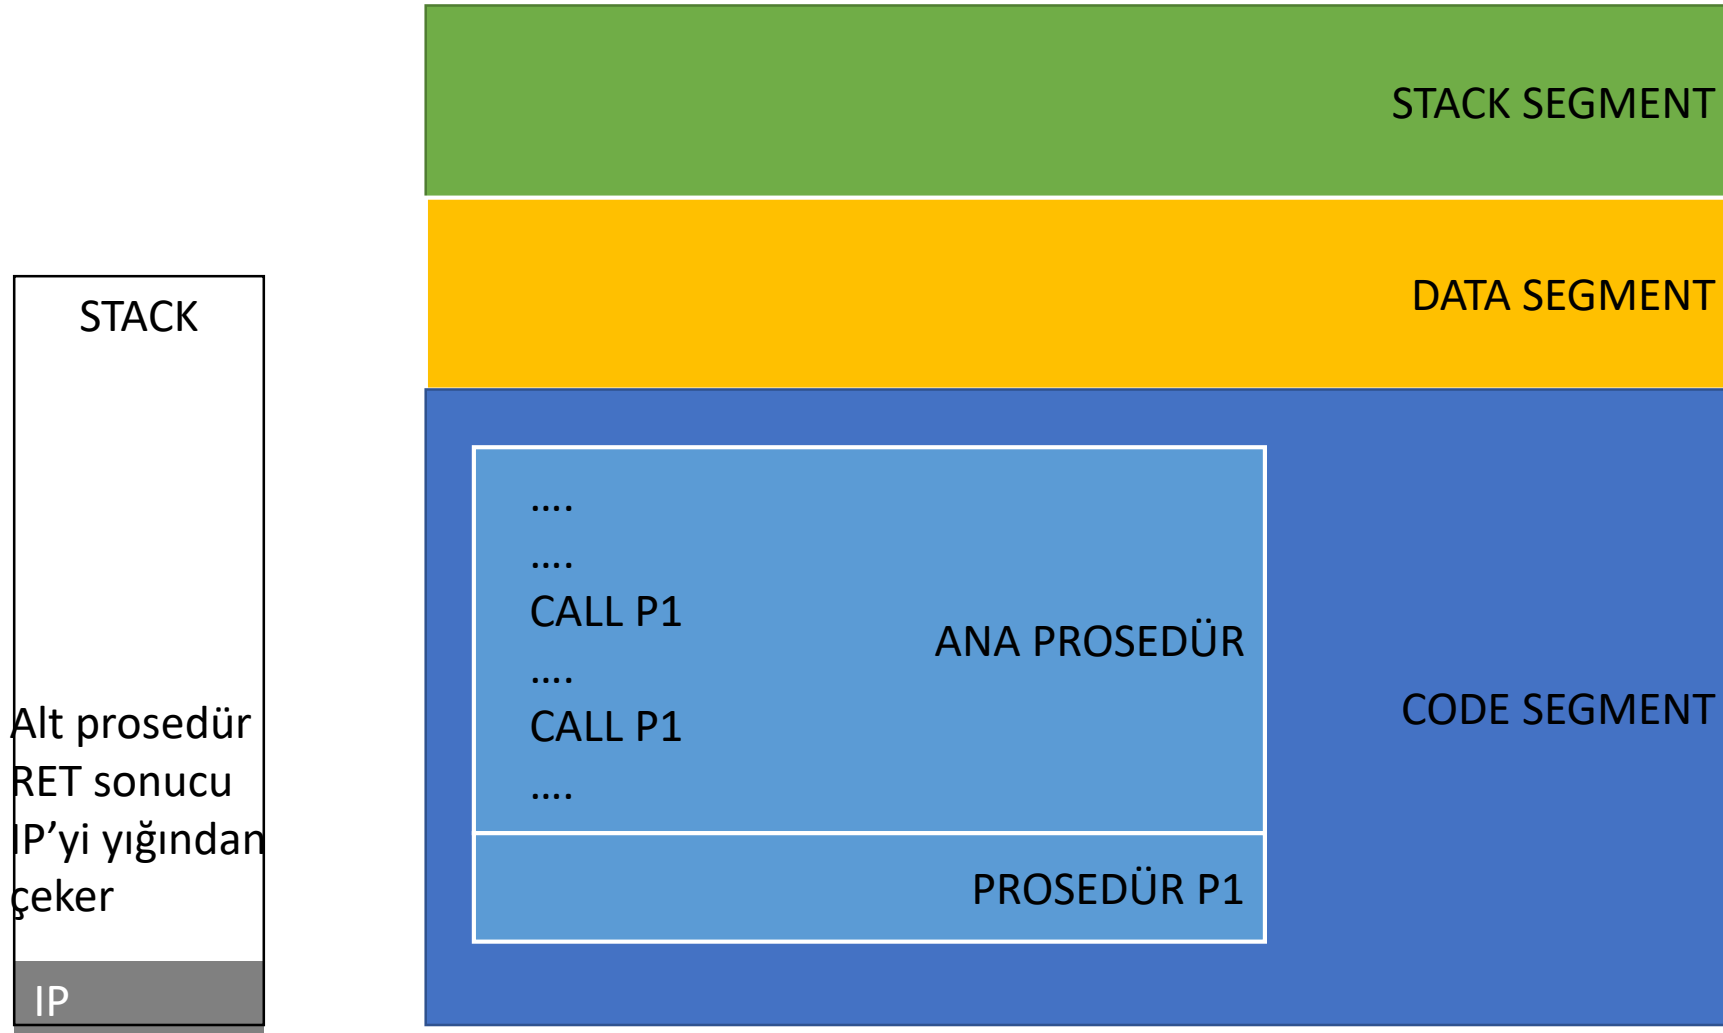 STACK SEGMENT
DATA SEGMENT
STACK
Alt prosedür
RET sonucu
IP’yi yığından
çeker
IP
….
….
CALL P1
….
CALL P1
….
ANA PROSEDÜR
PROSEDÜR P1
CODE SEGMENT